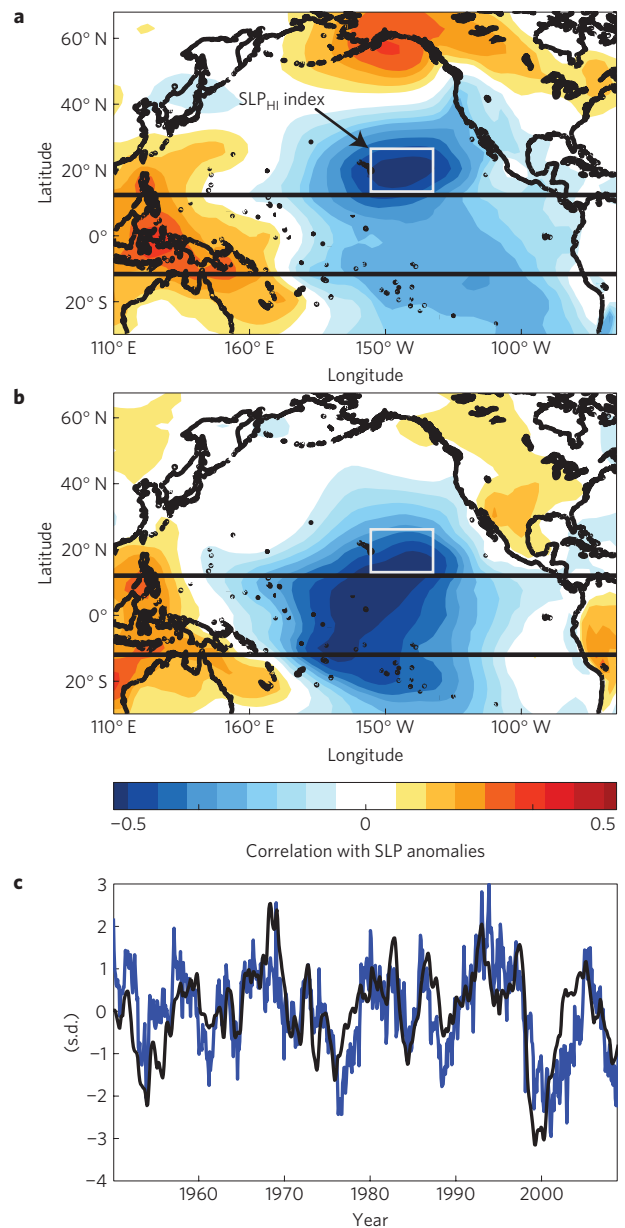 a
60° N
40° N
20° N
0°
20° S
Latitude
SLPHI index
110° E
160° E
150° W
100° W
Longitude
b
60° N
40° N
20° N
0°
20° S
Latitude
110° E
160° E
150° W
100° W
Longitude
−0.5
0
0.5
Correlation with SLP anomalies
c
3
2
1
0
−1
−2
−3
−4
(s.d.)
1960
1970
1980
1990
2000
Year